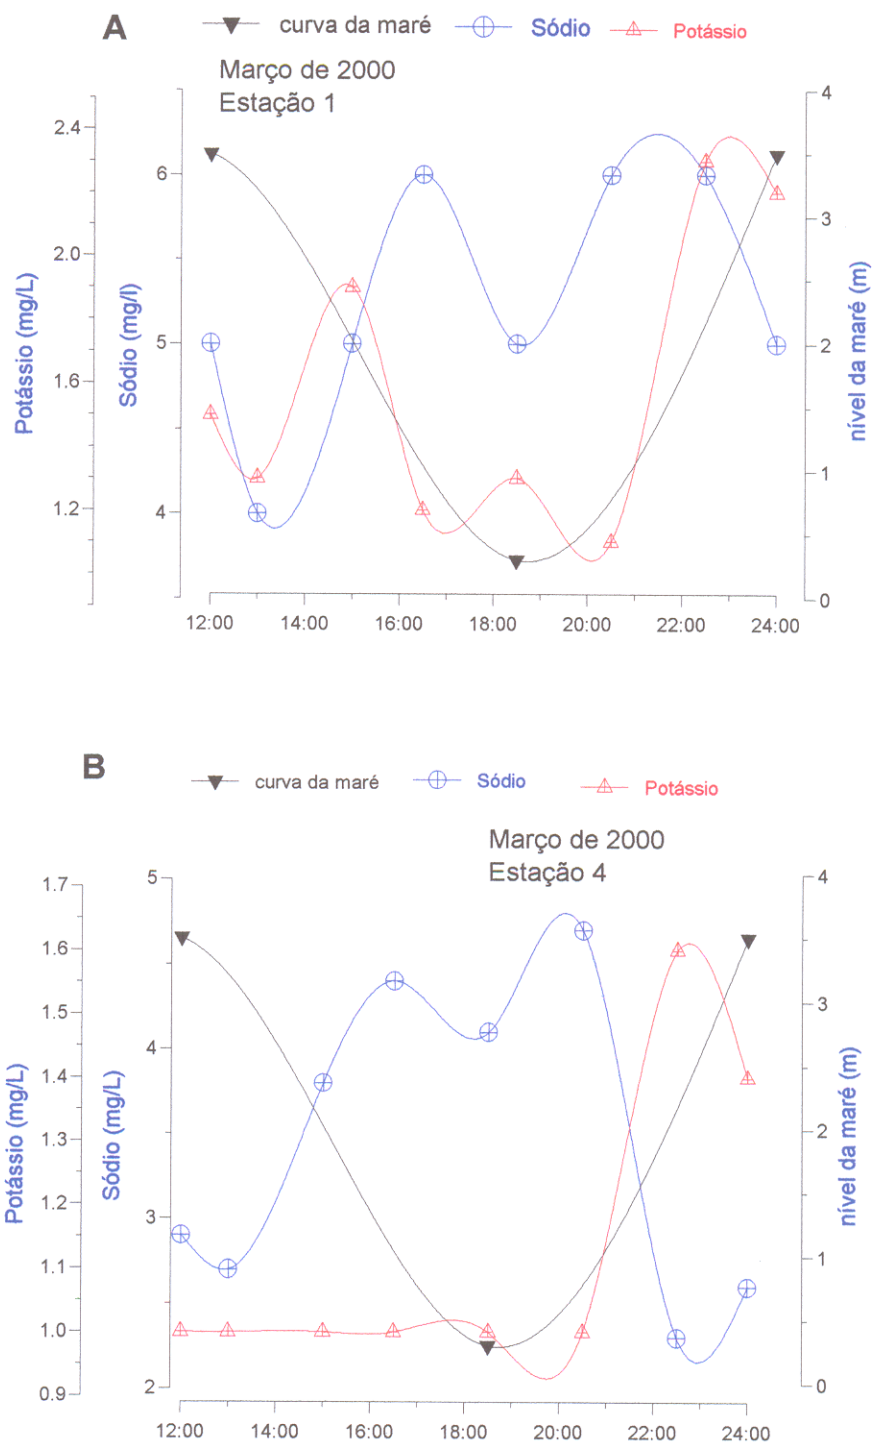 A
curva da maré
Sódio
Potássio
Março de 2000
Estação 1
Potássio (mg/L)
2.4
2.0
1.6
1.2
Sódio (mg/l)
6
5
4
nível da maré (m)
4
3
2
1
0
12:00 14:00 16:00 18:00 20:00 22:00 24:00
B
curva da maré
Sódio
Potássio
Março de 2000
Estação 4
Potássio (mg/L)
1.7
1.6
1.5
1.4
1.3
1.2
1.1
1.0
0.9
Sódio (mg/L)
5
4
3
2
nível da maré (m)
4
3
2
1
0
12:00 14:00 16:00 18:00 20:00 22:00 24:00